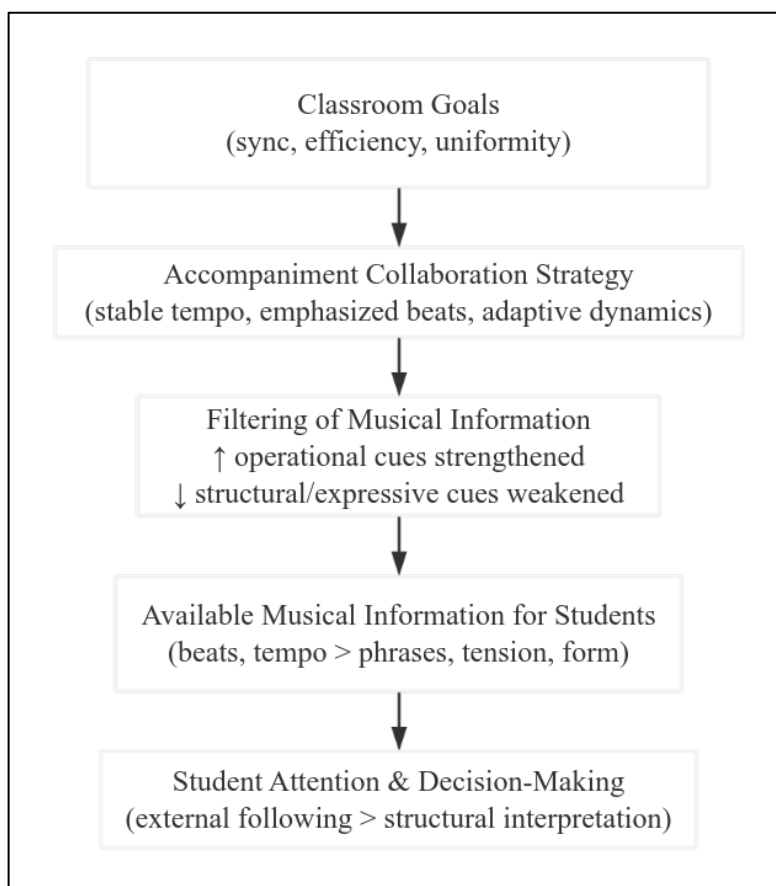 Classroom Goals
(sync, efficiency, uniformity)
Accompaniment Collaboration Strategy
(stable tempo, emphasized beats, adaptive dynamics)
Filtering of Musical Information
↑ operational cues strengthened
↓ structural/expressive cues weakened
Available Musical Information for Students
(beats, tempo > phrases, tension, form)
Student Attention & Decision-Making
(external following > structural interpretation)